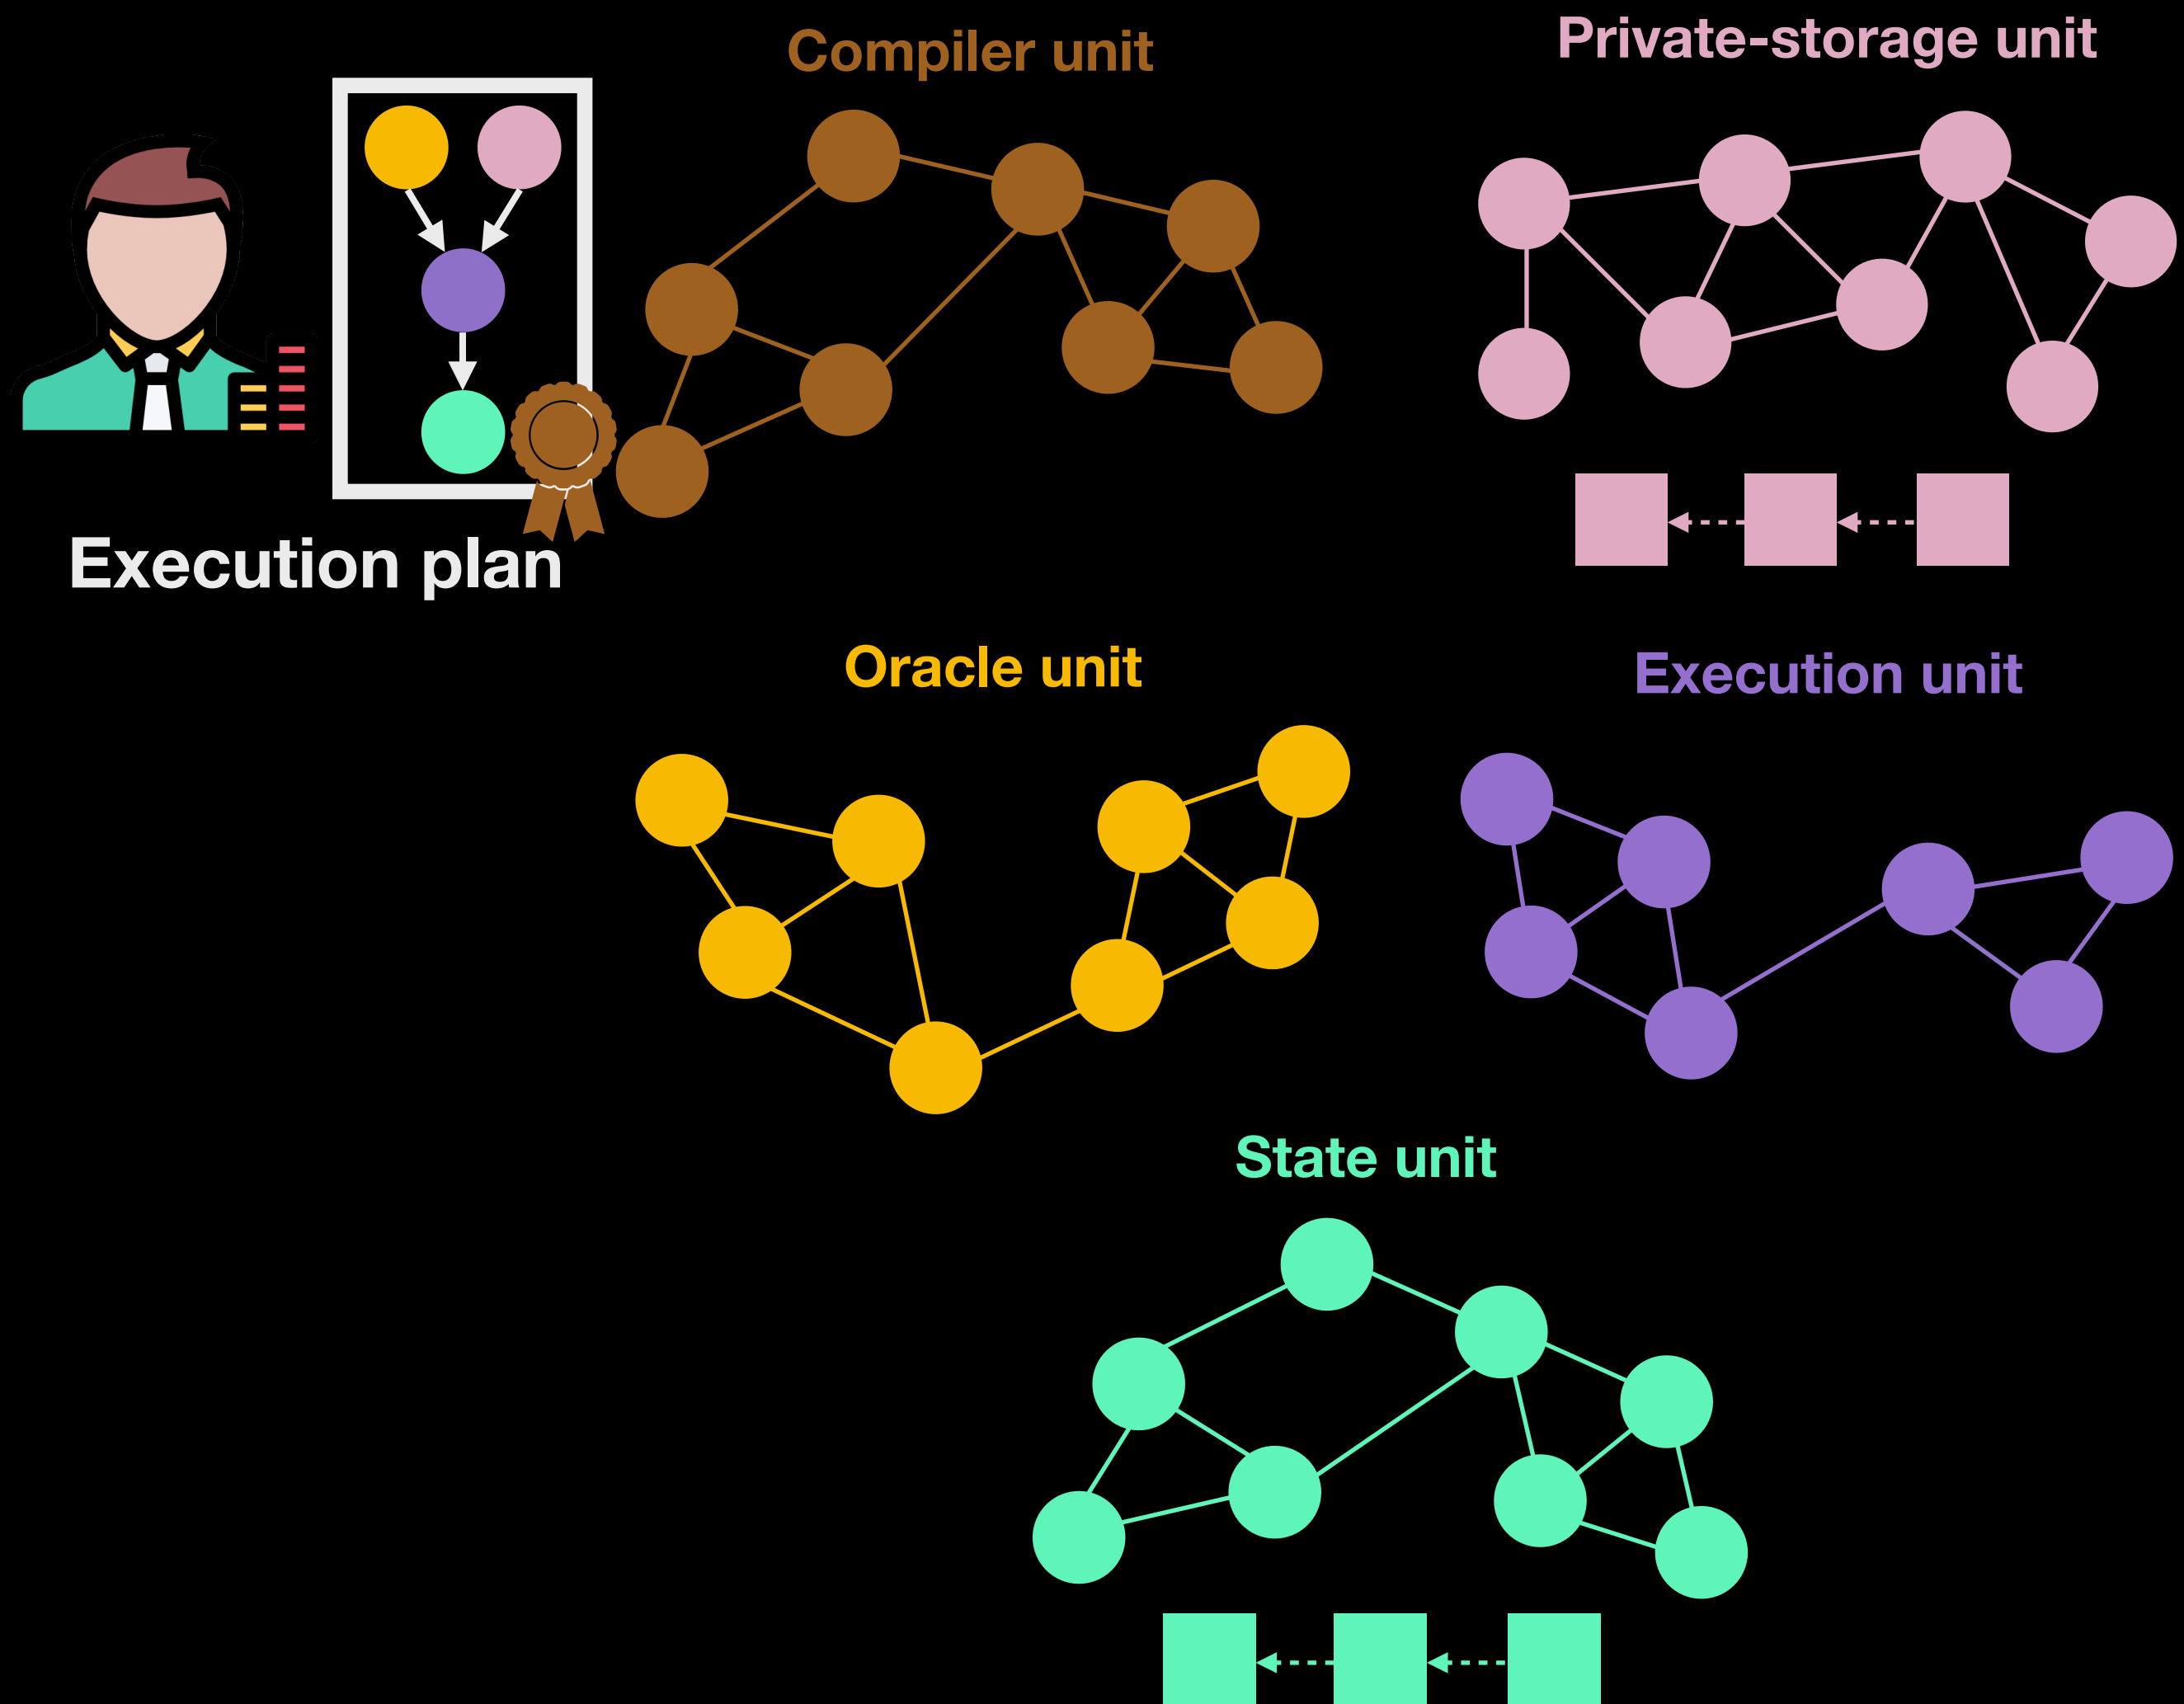 Compiler unit
Private-storage unit
Execution plan
Oracle unit
Execution unit
State unit